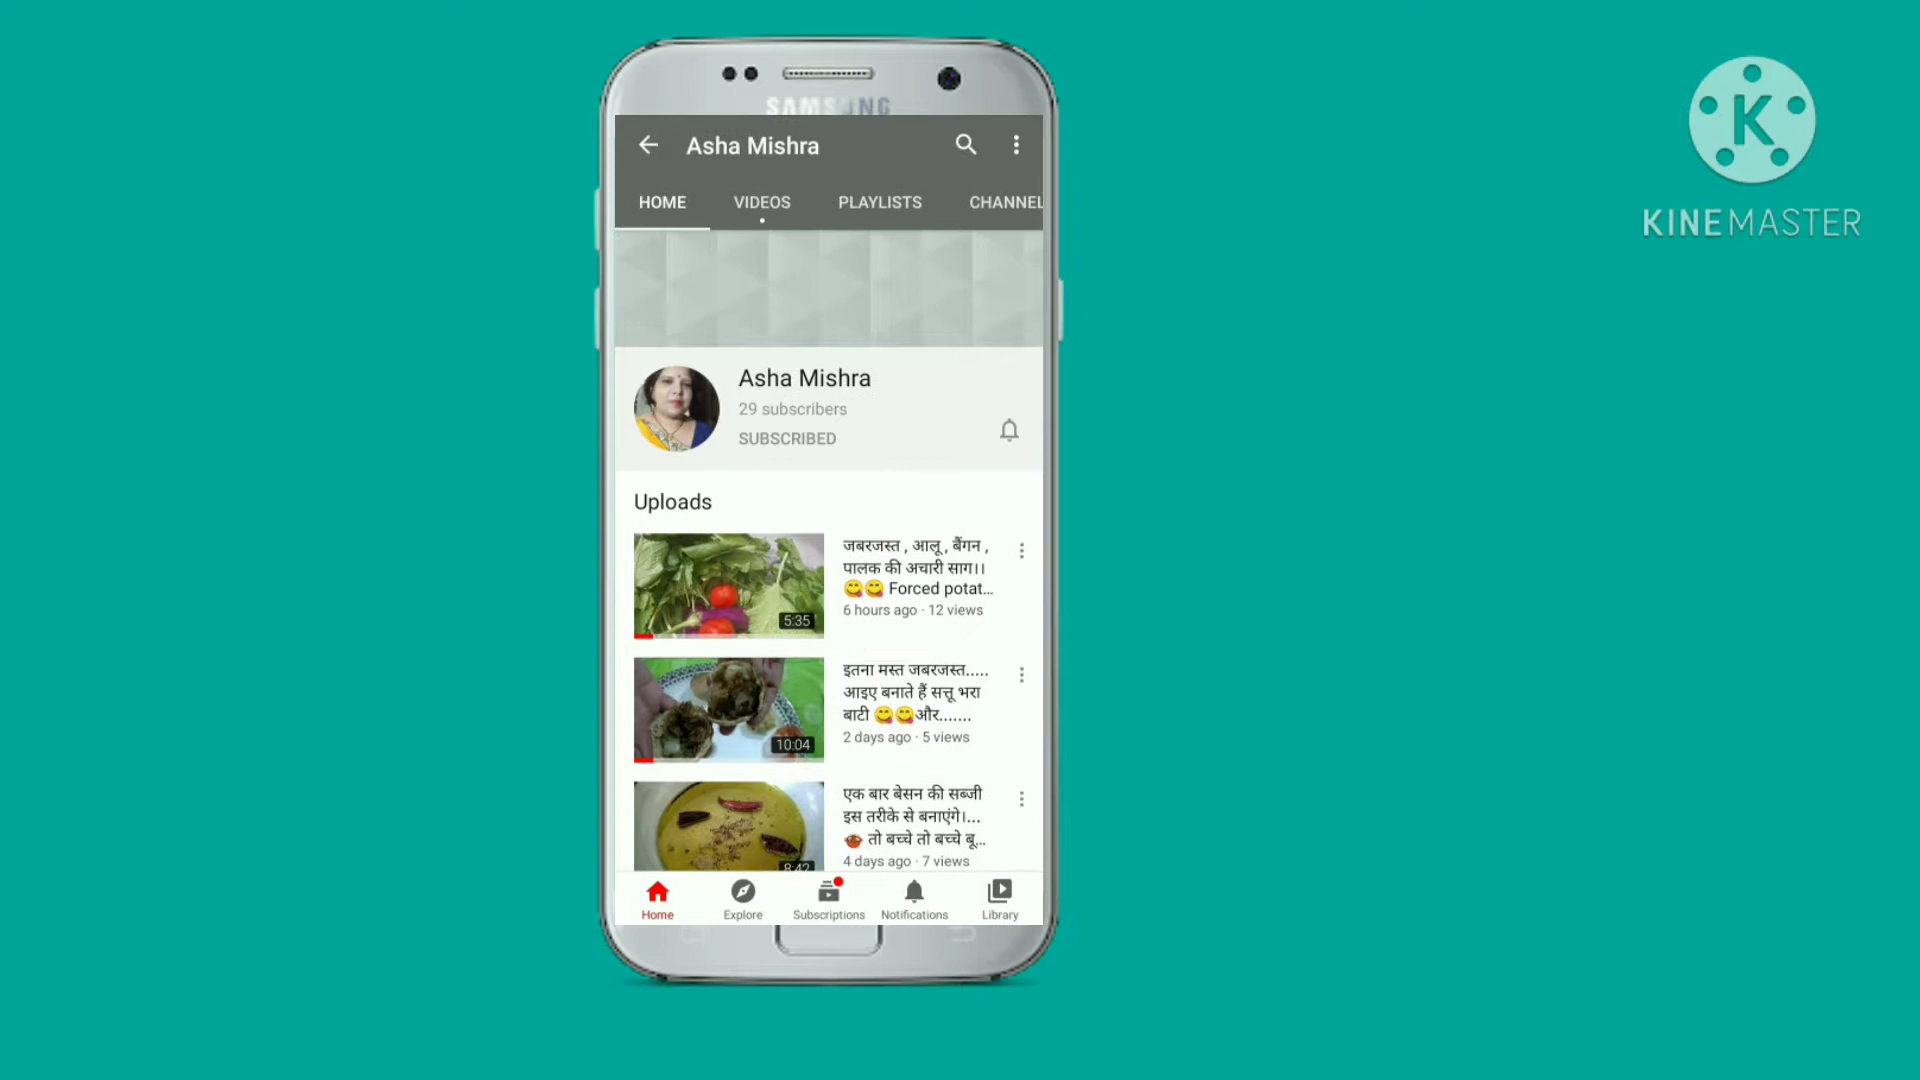 SAMSUNG
KINEMASTER
Asha Mishra
HOME VIDEOS PLAYLISTS CHANNEL
Asha Mishra
29 subscribers
SUBSCRIBED
Uploads
जबरजस्त , आलू , बैंगन ,
पालक की अचारी साग।।
😋😋 Forced potat...
6 hours ago · 12 views
5:35
इतना मस्त जबरजस्त.....
आइए बनाते हैं सत्तू भरा
बाटी 😋😋और.......
2 days ago · 5 views
10:04
एक बार बेसन की सब्जी
इस तरीके से बनाएंगे।...
🍲 तो बच्चे तो बच्चे बू...
4 days ago · 7 views
8:42
Home Explore Subscriptions Notifications Library